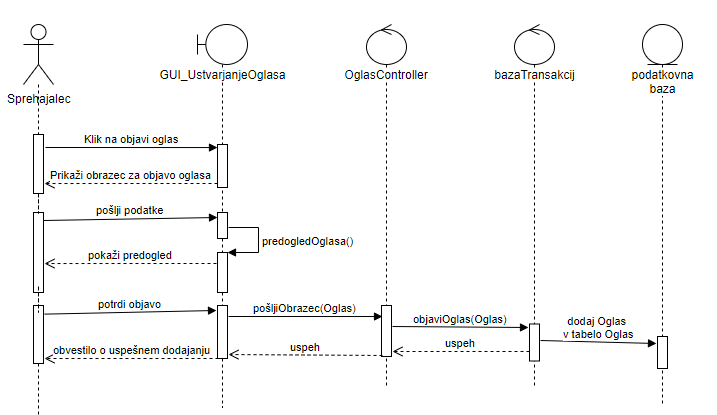 Sprehajalec
GUI_UstvarjanjeOglasa
OglasController
bazaTransakcij
podatkovna
baza
Klik na objavi oglas
Prikaži obrazec za objavo oglasa
pošlji podatke
predogledOglasa()
pokaži predogled
potrdi objavo
pošljiObrazec(Oglas)
objaviOglas(Oglas)
dodaj Oglas
v tabelo Oglas
uspeh
uspeh
obvestilo o uspešnem dodajanju